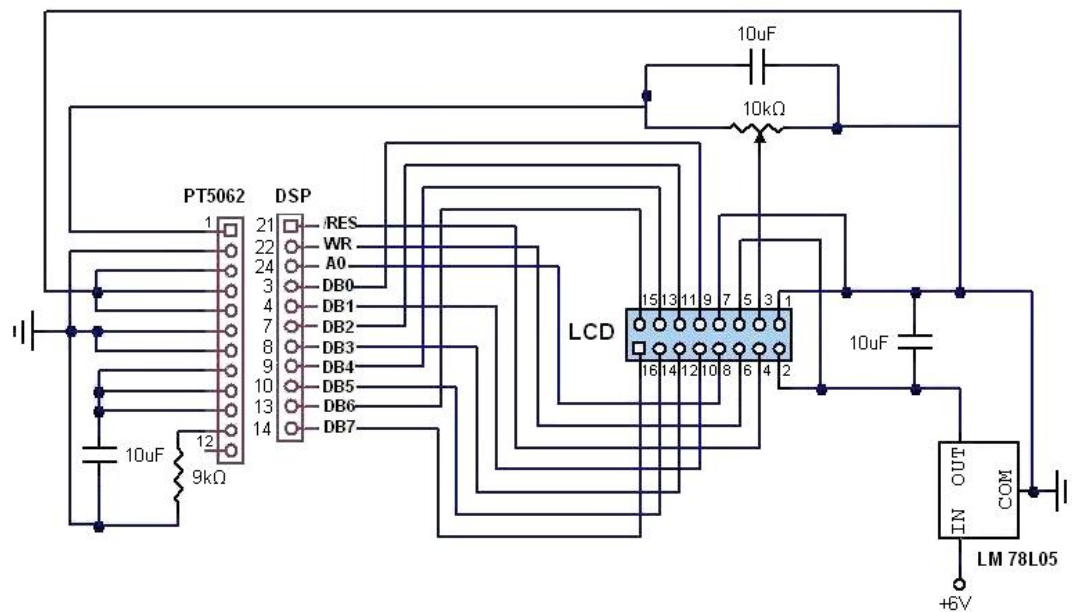 10uF
10kΩ
PT5062
DSP
1
12
21
22
24
3
4
7
8
9
10
13
14
/RES
WR
A0
DB0
DB1
DB2
DB3
DB4
DB5
DB6
DB7
LCD
15 13 11 9 7 5 3 1
16 14 12 10 8 6 4 2
10uF
10uF
9kΩ
OUT
IN
COM
LM 78L05
+6V